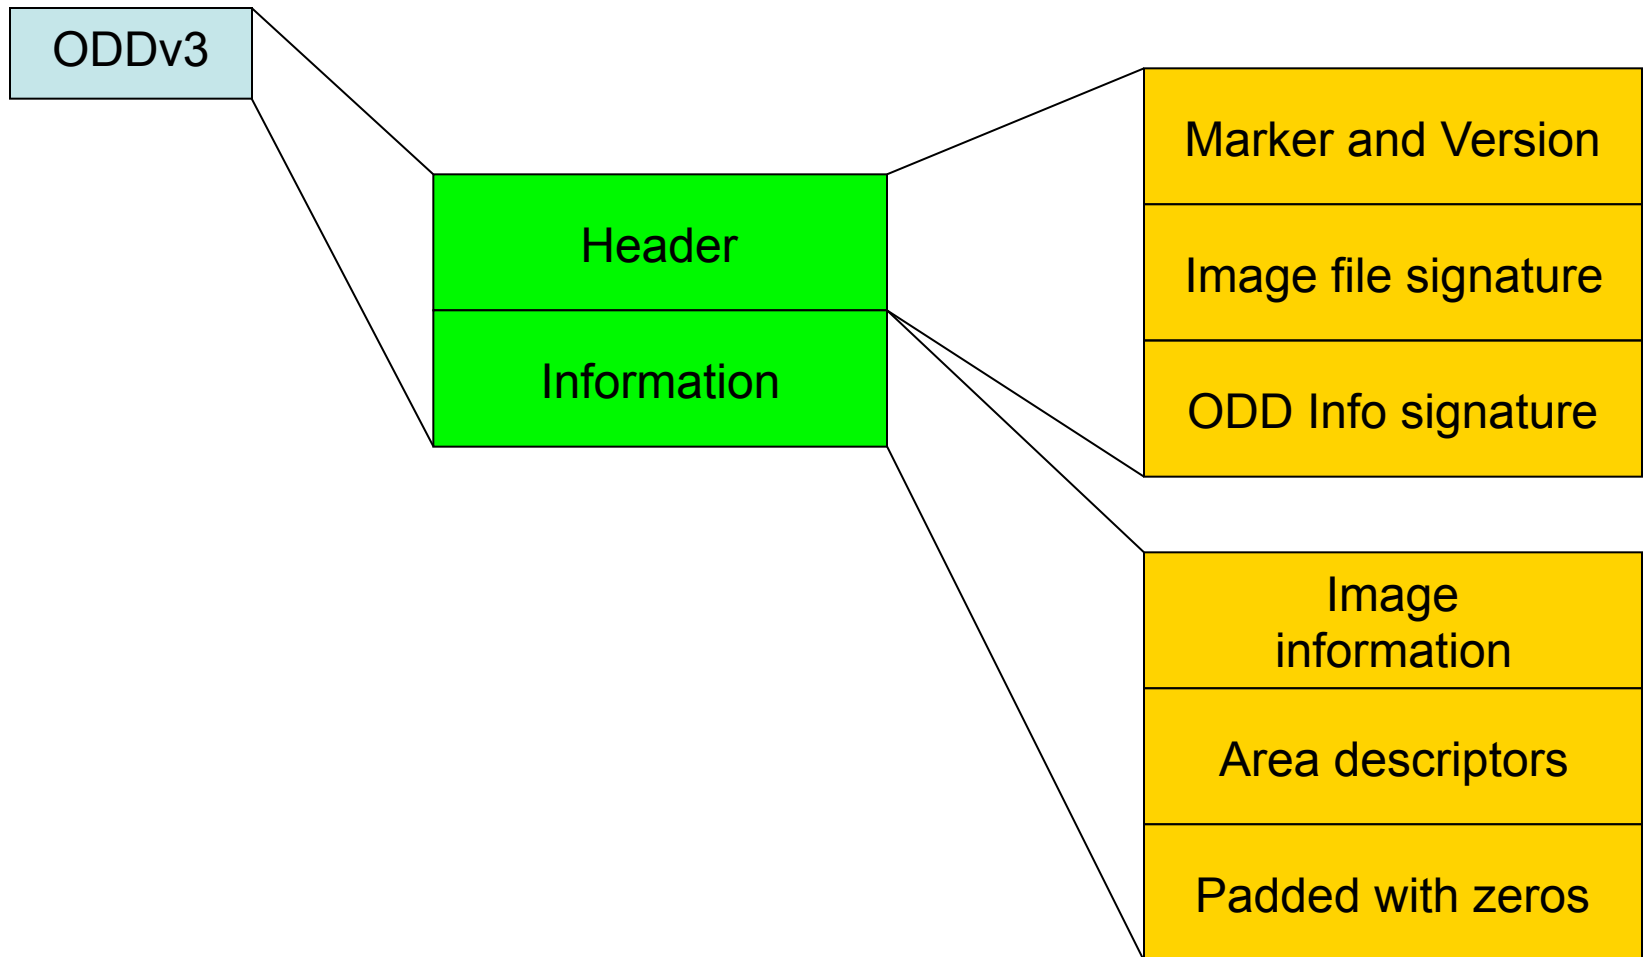 ODDv3
Header
Information
Marker and Version
Image file signature
ODD Info signature
Image
information
Area descriptors
Padded with zeros